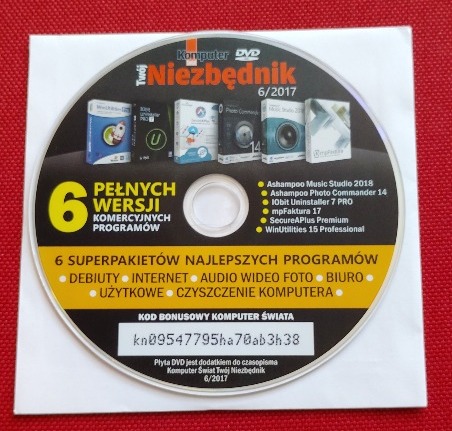 Komputer DVD
Twój Niezbędnik
6/2017
6 PEŁNYCH
WERSJI
KOMERCYJNYCH
PROGRAMÓW
• Ashampoo Music Studio 2018
• Ashampoo Photo Commander 14
• IObit Uninstaller 7 PRO
• mpFaktura 17
• SecureAPlus Premium
• WinUtilities 15 Professional
6 SUPERPAKIETÓW NAJLEPSZYCH PROGRAMÓW
• DEBIUTY • INTERNET • AUDIO WIDEO FOTO • BIURO •
• UŻYTKOWE • CZYSZCZENIE KOMPUTERA •
KOD BONUSOWY KOMPUTER ŚWIATA
kn09547795ha70ab3h38
Płyta DVD jest dodatkiem do czasopisma
Komputer Świat Twój Niezbędnik
6/2017